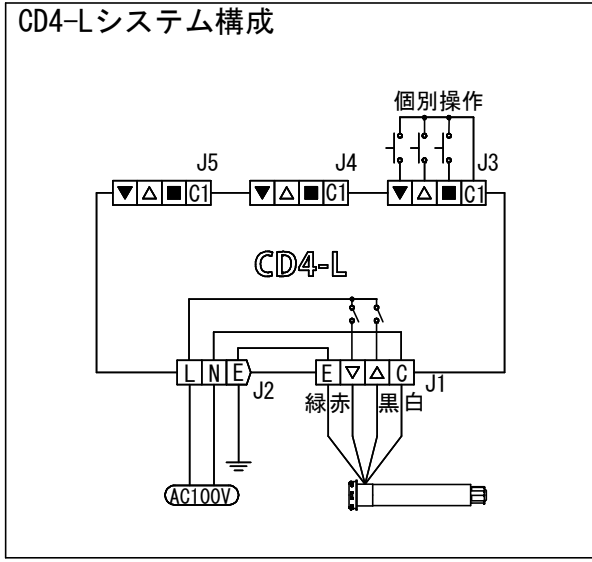 CD4-Lシステム構成
個別操作
J5
J4
J3
▼△■C1
▼△■C1
▼△■C1
CD4-L
L N E
J2
E ▽ △ C
J1
緑 赤 黒 白
AC100V